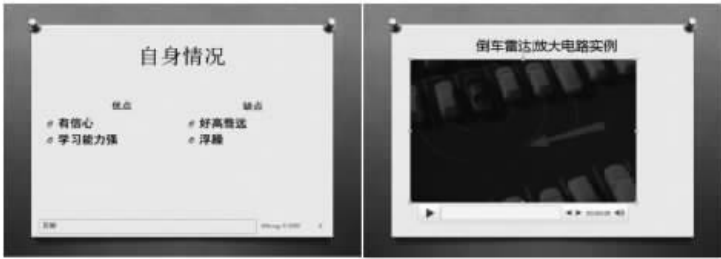 自身情况
优点
缺点
有信心
好高骛远
学习能力强
浮躁
倒车雷达放大电路实例